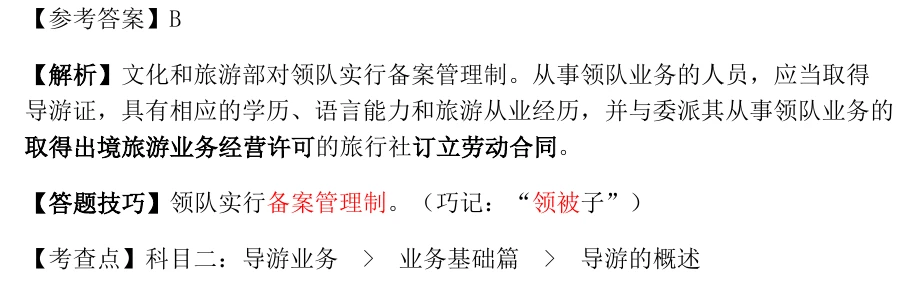 【参考答案】B
【解析】文化和旅游部对领队实行备案管理制。从事领队业务的人员，应当取得
导游证，具有相应的学历、语言能力和旅游从业经历，并与委派其从事领队业务的
取得出境旅游业务经营许可的旅行社订立劳动合同。
【答题技巧】领队实行备案管理制。（巧记：“领被子”）
【考查点】科目二：导游业务 > 业务基础篇 > 导游的概述